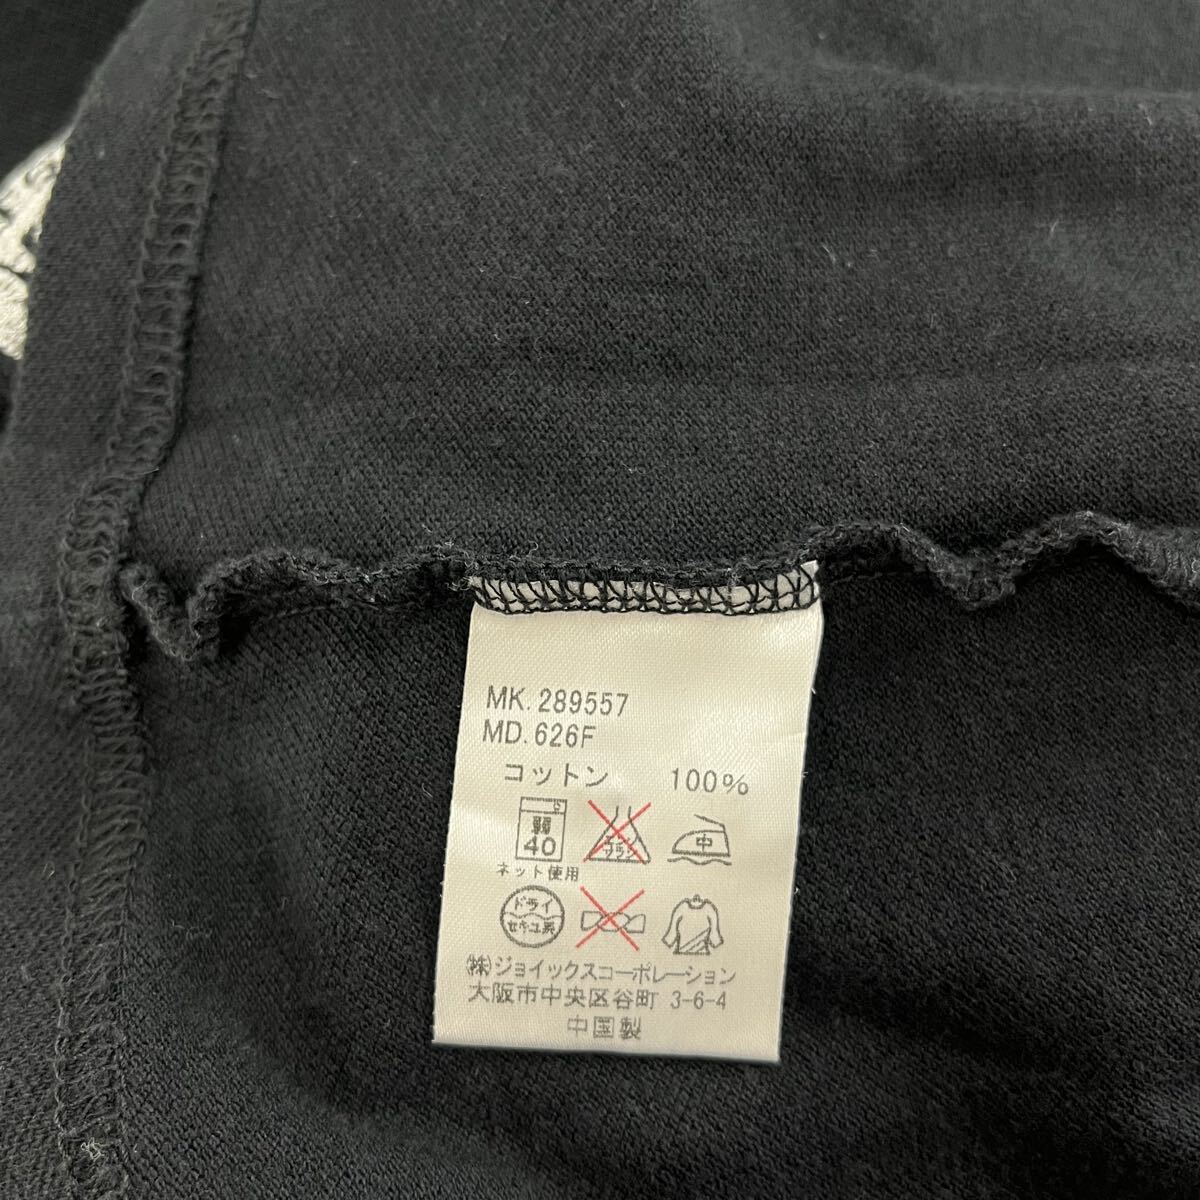 MK. 289557
MD. 626F
コットン 100%
弱 中
40
ネット使用
ドライ
セキユ系
㈱ジョイックスコーポレーション
大阪市中央区谷町 3-6-4
中国製